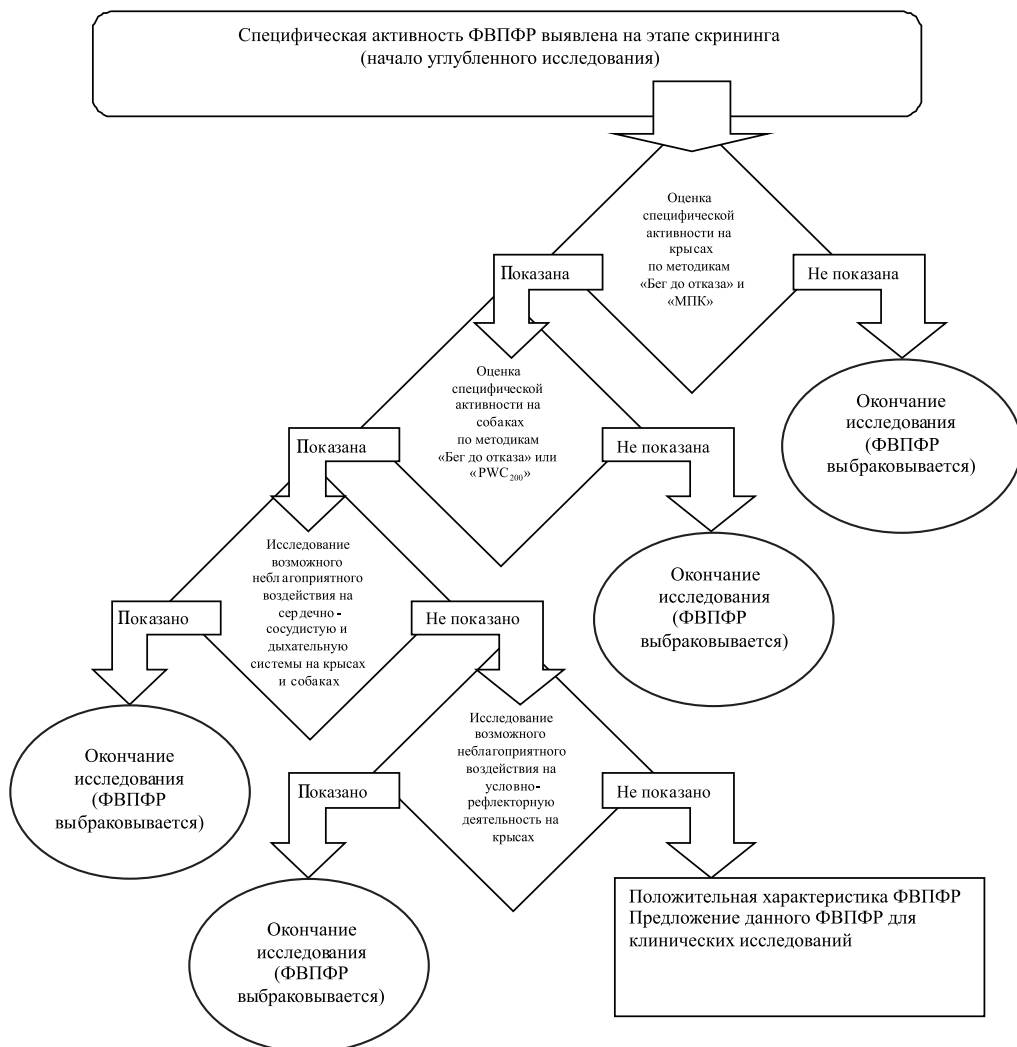 Специфическая активность ФВПФР выявлена на этапе скрининга
(начало углубленного исследования)
Оценка
специфической
активности на
крысах
по методикам
«Бег до отказа» и
«МПК»
Показана
Не показана
Окончание
исследования
(ФВПФР
выбраковывается)
Оценка
специфической
активности на
собаках
по методикам
«Бег до отказа» или
«PWC₂₀₀»
Показана
Не показана
Окончание
исследования
(ФВПФР
выбраковывается)
Исследование
возможного
неблагоприятного
воздействия на
сердечно-
сосудистую и
дыхательную
системы на крысах
и собаках
Показано
Не показано
Окончание
исследования
(ФВПФР
выбраковывается)
Исследование
возможного
неблагоприятного
воздействия на
условно-
рефлекторную
деятельность на
крысах
Показано
Не показано
Окончание
исследования
(ФВПФР
выбраковывается)
Положительная характеристика ФВПФР
Предложение данного ФВПФР для
клинических исследований